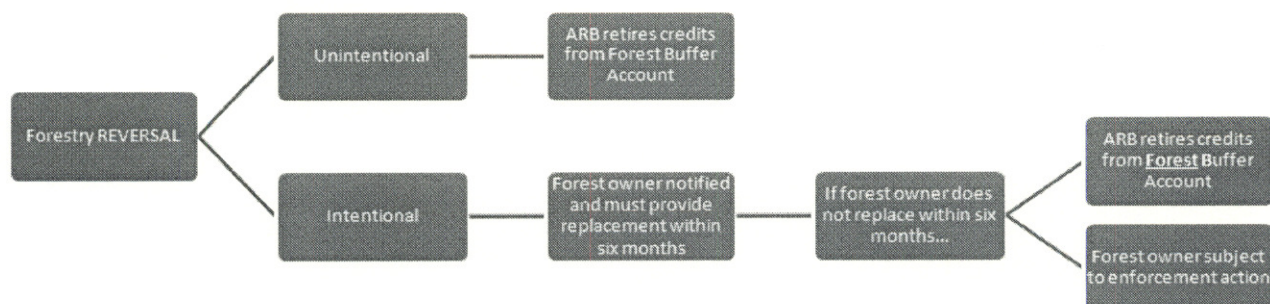 Forestry REVERSAL
Unintentional
ARB retires credits
from Forest Buffer
Account
Intentional
Forest owner notified
and must provide
replacement within
six months
If forest owner does
not replace within six
months...
ARB retires credits
from Forest Buffer
Account
Forest owner subject
to enforcement action